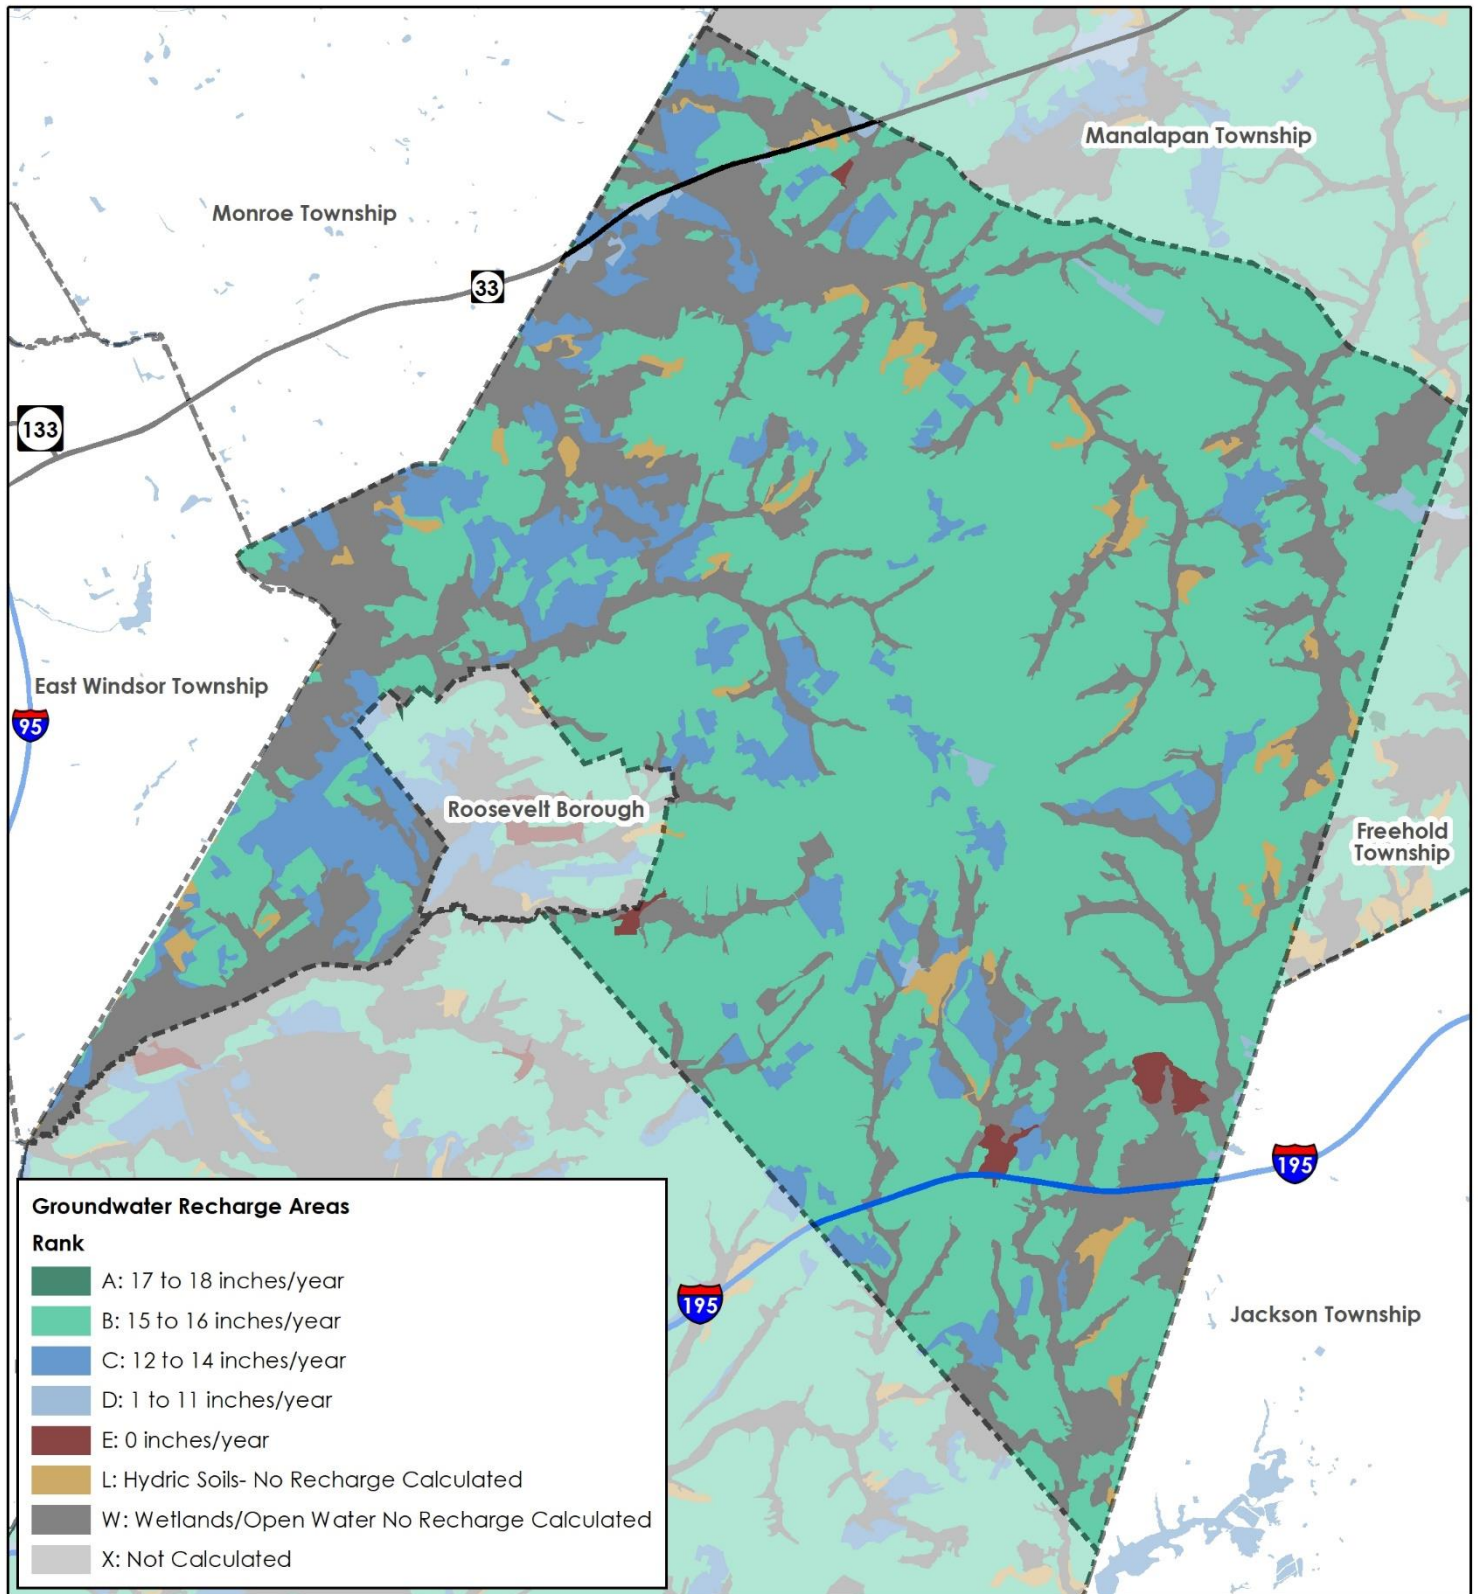 Manalapan Township
Monroe Township
33
133
East Windsor Township
95
Roosevelt Borough
Freehold
Township
195
195
Jackson Township
Groundwater Recharge Areas
Rank
A: 17 to 18 inches/year
B: 15 to 16 inches/year
C: 12 to 14 inches/year
D: 1 to 11 inches/year
E: 0 inches/year
L: Hydric Soils- No Recharge Calculated
W: Wetlands/Open Water No Recharge Calculated
X: Not Calculated